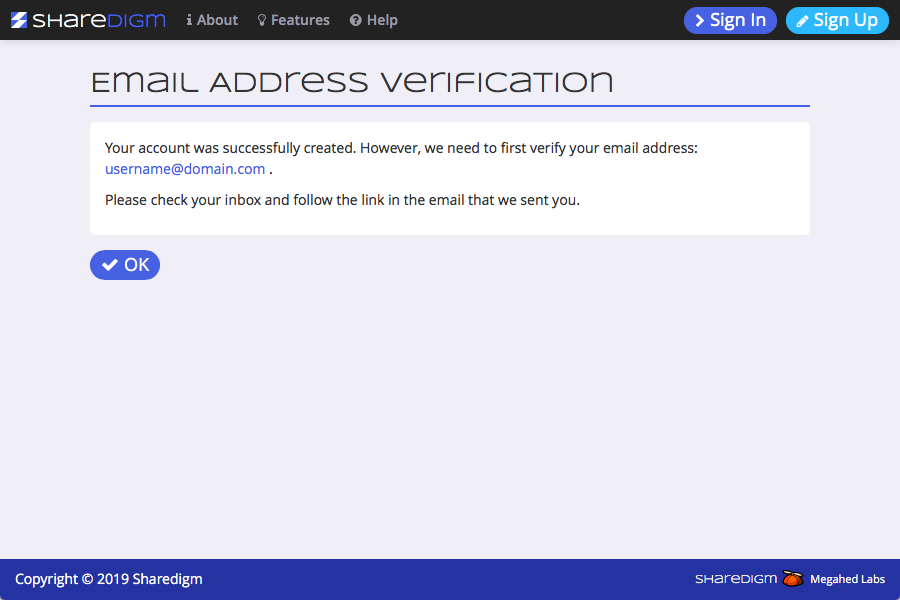 SHAREDIGM About Features Help Sign In Sign Up
Email Address Verification
Your account was successfully created. However, we need to first verify your email address:
username@domain.com .
Please check your inbox and follow the link in the email that we sent you.
OK
Copyright © 2019 Sharedigm SHAREDIGM Megahed Labs